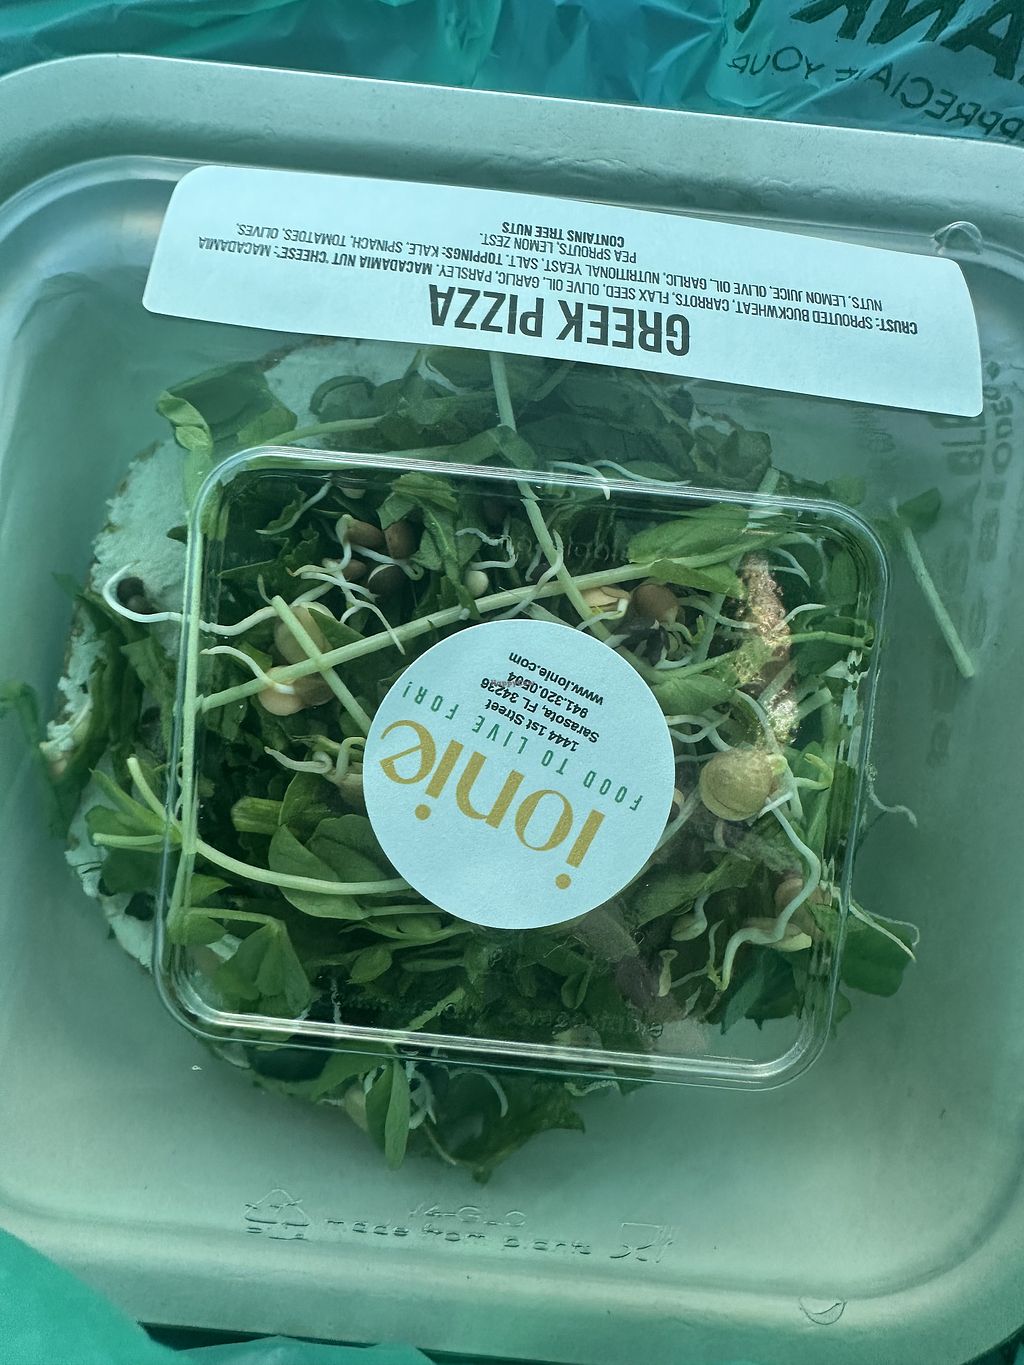 GREEK PIZZA
CRUST: SPROUTED BUCKWHEAT, CARROTS, FLAX SEED, OLIVE OIL, GARLIC, PARSLEY, MACADAMIA NUT 'CHEESE': MACADAMIA
NUTS, LEMON JUICE, OLIVE OIL, GARLIC, NUTRITIONAL YEAST, SALT. TOPPINGS: KALE, SPINACH, TOMATOES, OLIVES,
PEA SPROUTS, LEMON ZEST.
CONTAINS TREE NUTS
ionie
FOOD TO LIVE FOR!
1444 1st Street
Sarasota, FL 34236
941.320.0504
www.ionie.com
HappyCow
made from plants